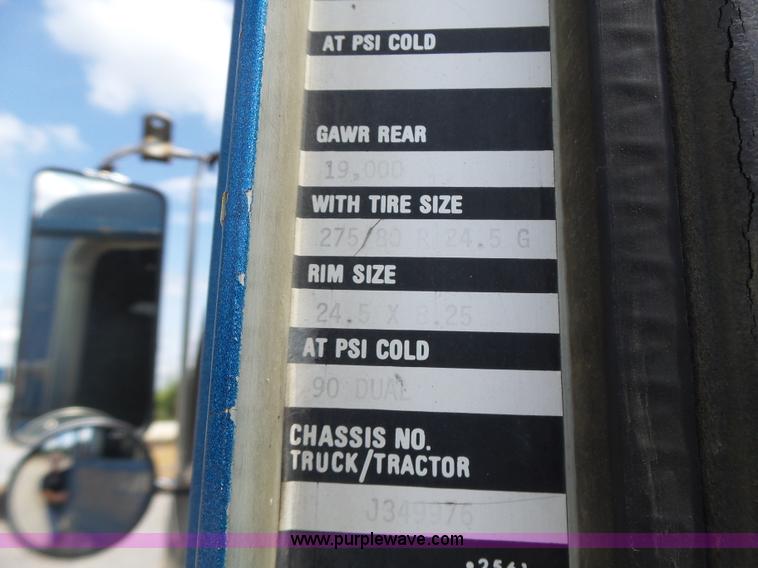 AT PSI COLD
GAWR REAR
19,000
WITH TIRE SIZE
275/80 R 24.5 G
RIM SIZE
24.5 X 8.25
AT PSI COLD
90 DUAL
CHASSIS NO.
TRUCK/TRACTOR
J349976
www.purplewave.com